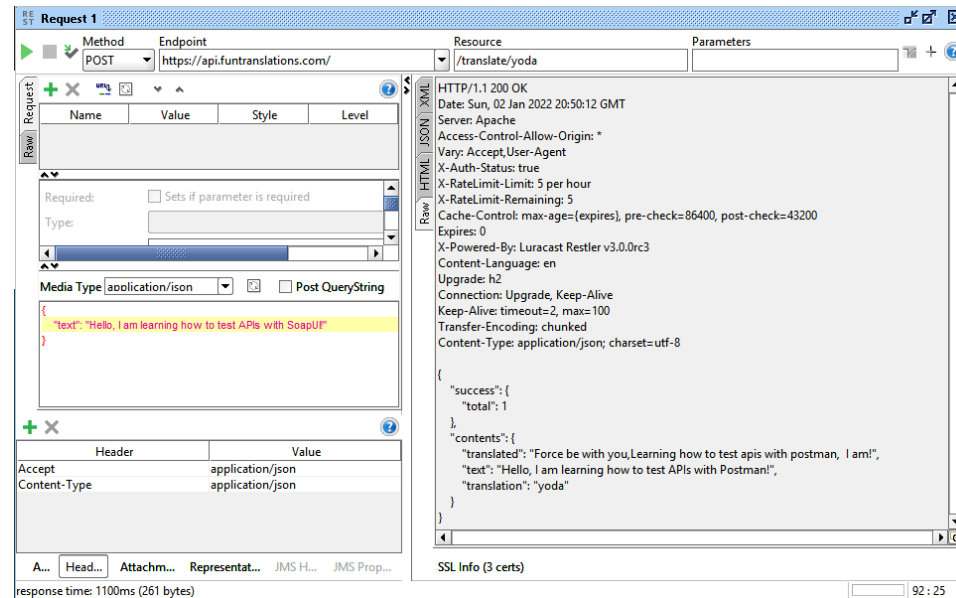 RE
ST
Request 1
Method
Endpoint
Resource
Parameters
POST
https://api.funtranslations.com/
/translate/yoda
Request
Raw
Name Value Style Level
Required: Sets if parameter is required
Type:
Media Type application/json Post QueryString
{
"text": "Hello, I am learning how to test APIs with SoapUI!"
}
Header Value
Accept application/json
Content-Type application/json
A... Head... Attachm... Representat... JMS H... JMS Prop...
response time: 1100ms (261 bytes)
XML
JSON
HTML
Raw
HTTP/1.1 200 OK
Date: Sun, 02 Jan 2022 20:50:12 GMT
Server: Apache
Access-Control-Allow-Origin: *
Vary: Accept,User-Agent
X-Auth-Status: true
X-RateLimit-Limit: 5 per hour
X-RateLimit-Remaining: 5
Cache-Control: max-age={expires}, pre-check=86400, post-check=43200
Expires: 0
X-Powered-By: Luracast Restler v3.0.0rc3
Content-Language: en
Upgrade: h2
Connection: Upgrade, Keep-Alive
Keep-Alive: timeout=2, max=100
Transfer-Encoding: chunked
Content-Type: application/json; charset=utf-8
{
"success": {
"total": 1
},
"contents": {
"translated": "Force be with you,Learning how to test apis with postman,  I am!",
"text": "Hello, I am learning how to test APIs with Postman!",
"translation": "yoda"
}
}
SSL Info (3 certs)
92 : 25